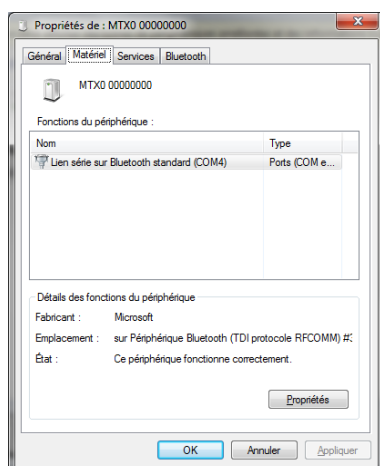 Propriétés de : MTX0 00000000
Général Matériel Services Bluetooth
MTX0 00000000
Fonctions du périphérique :
Nom Type
Lien série sur Bluetooth standard (COM4) Ports (COM e...
Détails des fonctions du périphérique
Fabricant : Microsoft
Emplacement : sur Périphérique Bluetooth (TDI protocole RFCOMM) #
État : Ce périphérique fonctionne correctement.
Propriétés
OK Annuler Appliquer